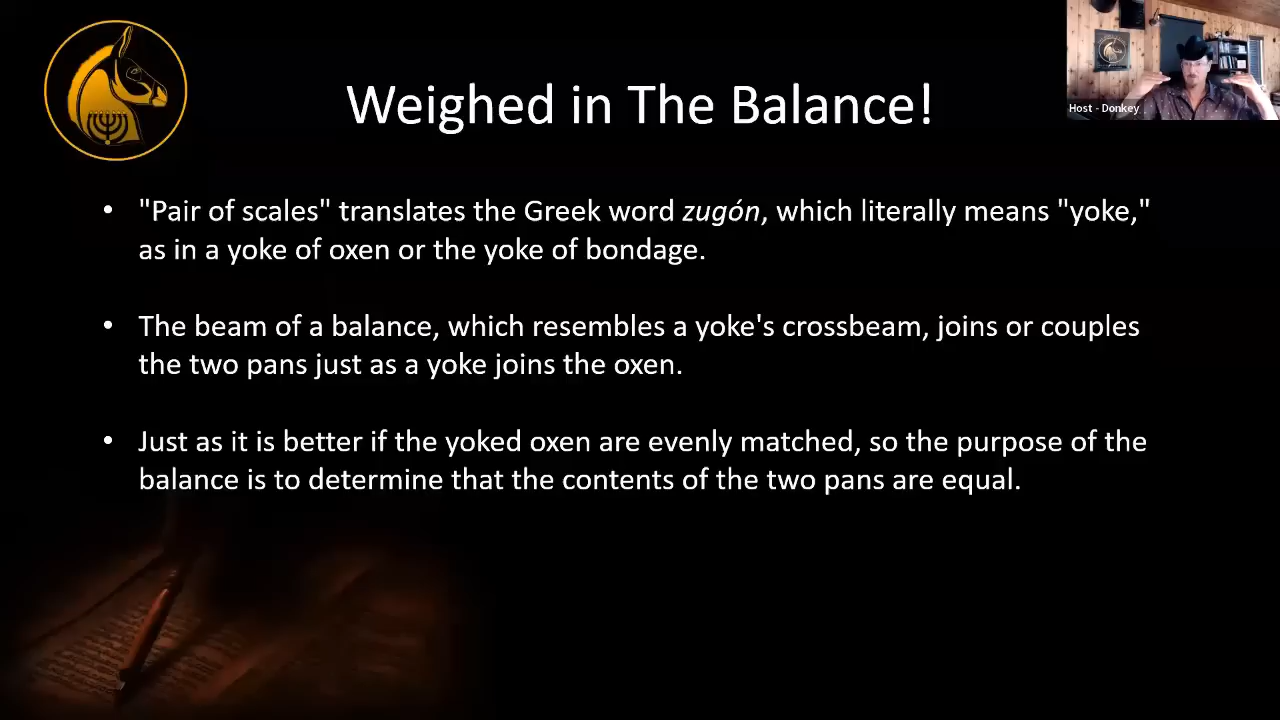 Weighed in The Balance!
Host - Donkey
• "Pair of scales" translates the Greek word zugón, which literally means "yoke,"
as in a yoke of oxen or the yoke of bondage.
• The beam of a balance, which resembles a yoke's crossbeam, joins or couples
the two pans just as a yoke joins the oxen.
• Just as it is better if the yoked oxen are evenly matched, so the purpose of the
balance is to determine that the contents of the two pans are equal.